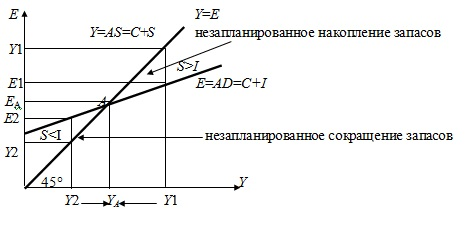 E
Y=E
Y=AS=C+S
незапланированное накопление запасов
Y1
S>I
E1
E=AD=C+I
EA
A
E2
S<I
незапланированное сокращение запасов
Y2
45°
Y2
YA
Y1
Y